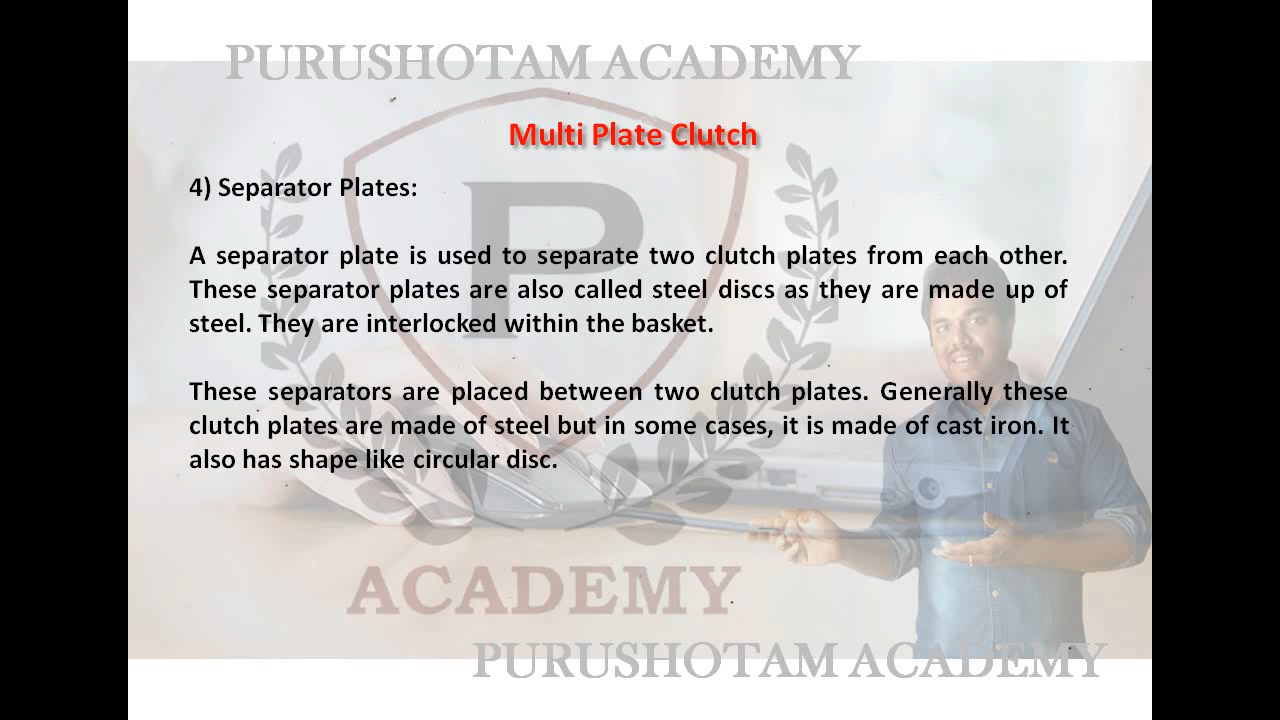 PURUSHOTAM ACADEMY
Multi Plate Clutch
4) Separator Plates:
A separator plate is used to separate two clutch plates from each other.
These separator plates are also called steel discs as they are made up of
steel. They are interlocked within the basket.
These separators are placed between two clutch plates. Generally these
clutch plates are made of steel but in some cases, it is made of cast iron. It
also has shape like circular disc.
P
ACADEMY
PURUSHOTAM ACADEMY